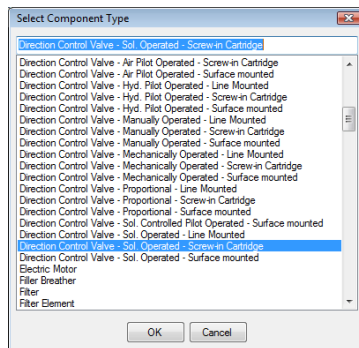 Select Component Type
Direction Control Valve - Sol. Operated - Screw-in Cartridge
Direction Control Valve - Air Pilot Operated - Screw-in Cartridge
Direction Control Valve - Air Pilot Operated - Surface mounted
Direction Control Valve - Hyd. Pilot Operated - Line Mounted
Direction Control Valve - Hyd. Pilot Operated - Screw-in Cartridge
Direction Control Valve - Hyd. Pilot Operated - Surface mounted
Direction Control Valve - Manually Operated - Line Mounted
Direction Control Valve - Manually Operated - Screw-in Cartridge
Direction Control Valve - Manually Operated - Surface mounted
Direction Control Valve - Mechanically Operated - Line Mounted
Direction Control Valve - Mechanically Operated - Screw-in Cartridge
Direction Control Valve - Mechanically Operated - Surface mounted
Direction Control Valve - Proportional - Line Mounted
Direction Control Valve - Proportional - Screw-in Cartridge
Direction Control Valve - Proportional - Surface mounted
Direction Control Valve - Sol. Controlled Pilot Operated - Surface mounted
Direction Control Valve - Sol. Operated - Line Mounted
Direction Control Valve - Sol. Operated - Screw-in Cartridge
Direction Control Valve - Sol. Operated - Surface mounted
Electric Motor
Filler Breather
Filter
Filter Element
OK Cancel